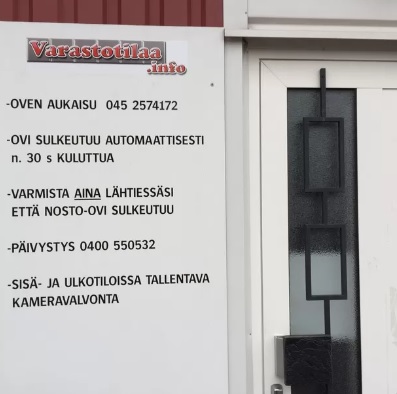 Varastotilaa
.info
-OVEN AUKAISU 045 2574172
-OVI SULKEUTUU AUTOMAATTISESTI
n. 30 s KULUTTUA
-VARMISTA AINA LÄHTIESSÄSI
ETTÄ NOSTO-OVI SULKEUTUU
-PÄIVYSTYS 0400 550532
-SISÄ- JA ULKOTILOISSA TALLENTAVA
KAMERAVALVONTA